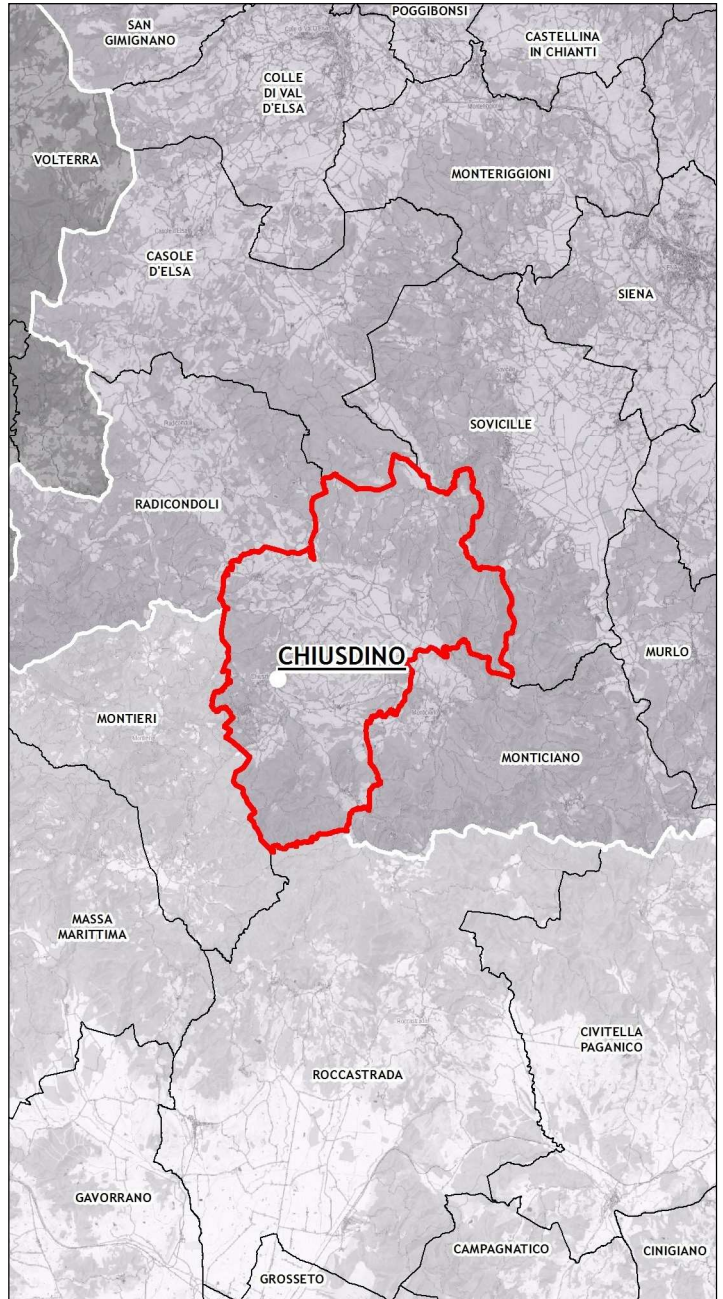 POGGIBONSI
SAN
GIMIGNANO
CASTELLINA
IN CHIANTI
COLLE
DI VAL
D'ELSA
VOLTERRA
MONTERIGGIONI
CASOLE
D'ELSA
SIENA
SOVICILLE
RADICONDOLI
CHIUSDINO
MURLO
MONTIERI
MONTICIANO
MASSA
MARITTIMA
CIVITELLA
PAGANICO
ROCCASTRADA
GAVORRANO
CAMPAGNATICO
CINIGIANO
GROSSETO